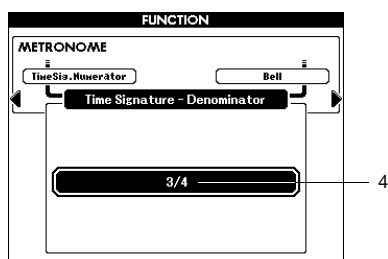 FUNCTION
METRONOME
TimeSig.Numerator Bell
Time Signature - Denominator
3/4 4